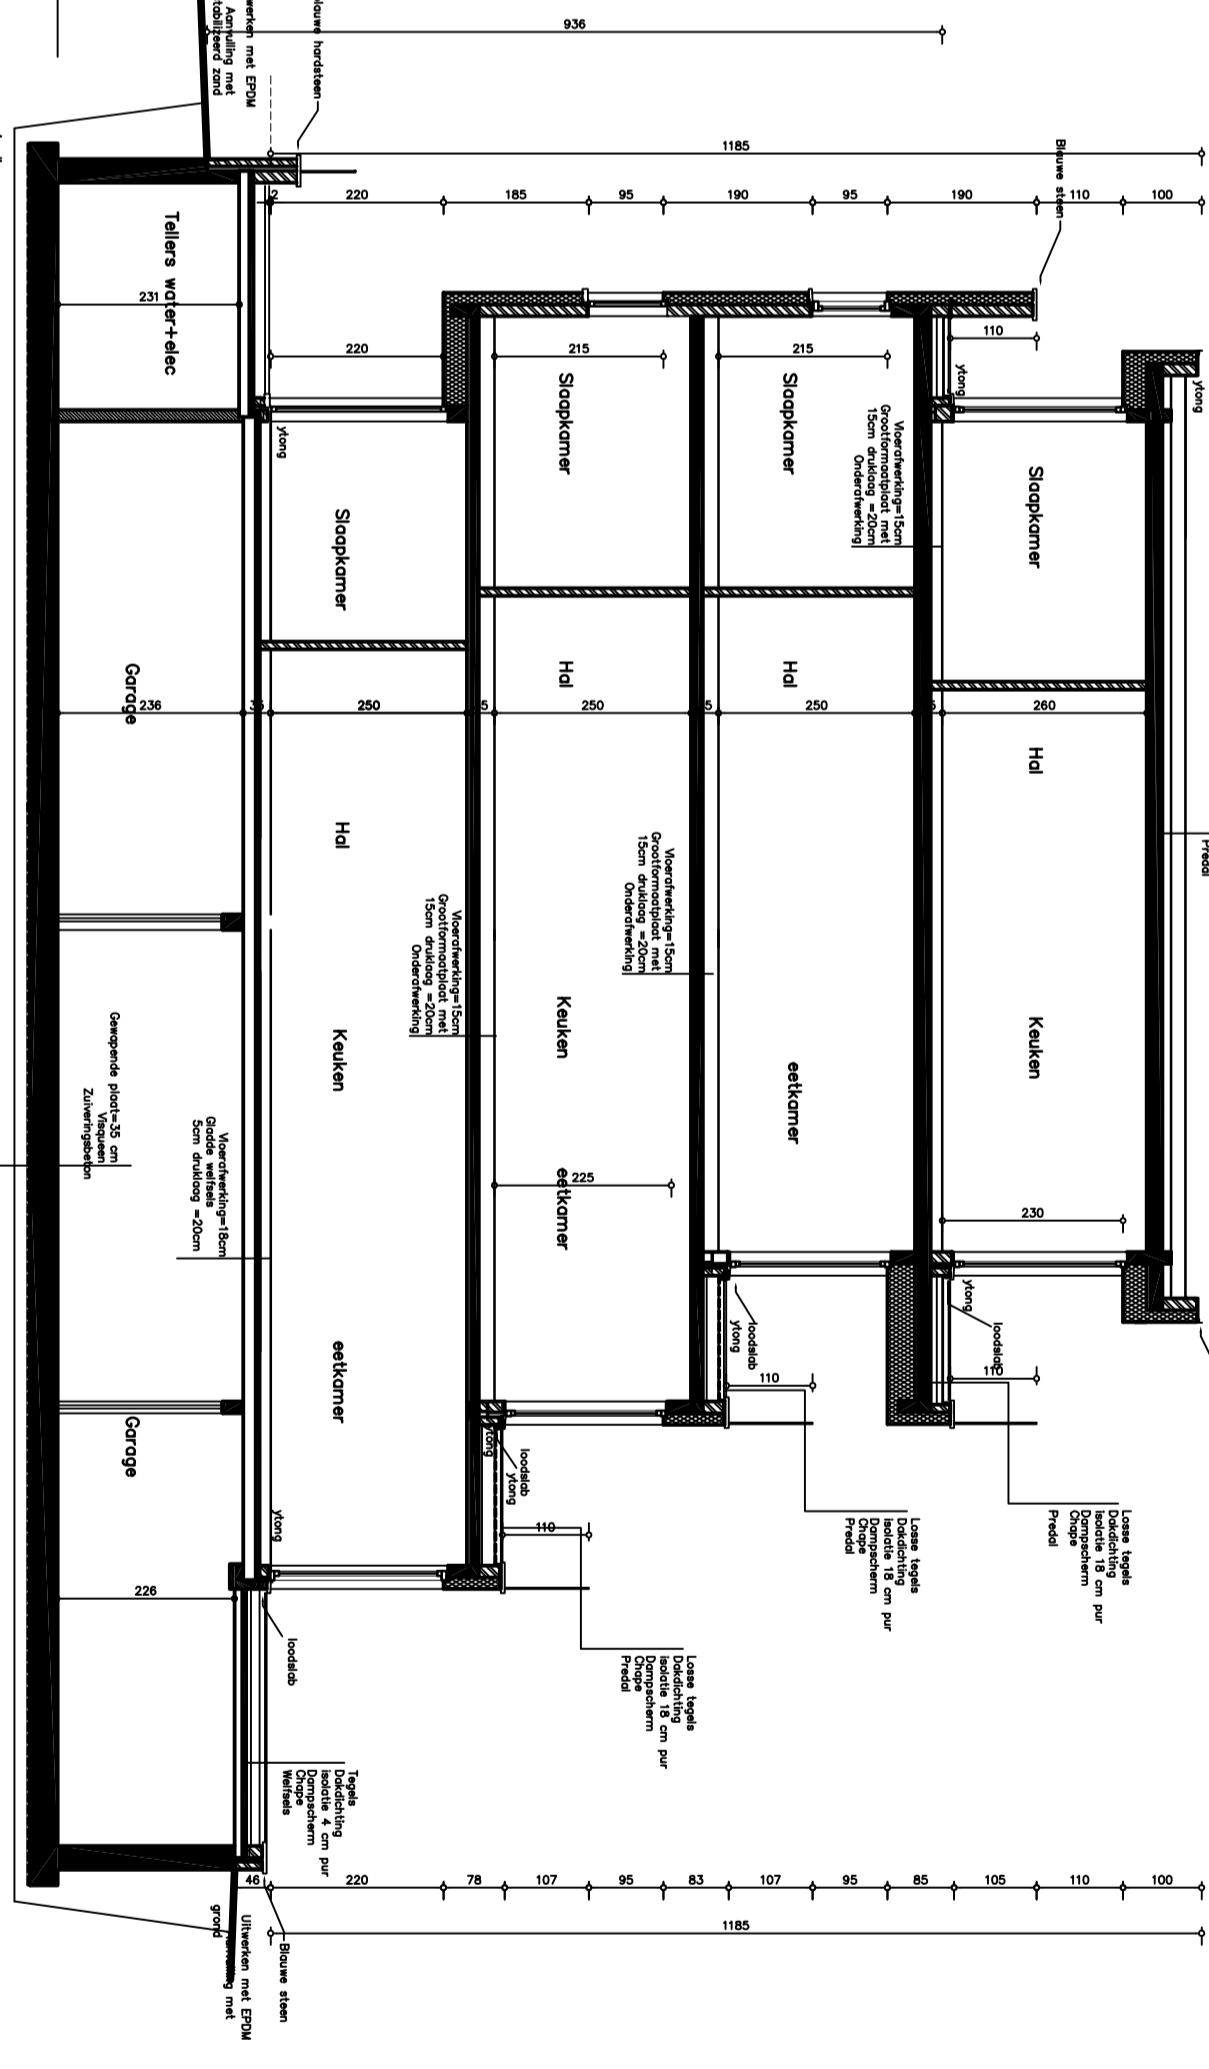 936
1185
220
185
95
190
95
190
110
100
Blauwe steen
hardsteen
werken met EPDM
Aanvulling met
zand
Tellers water+elec
231
220
215
215
110
ytong
ytong
ytong
Slaapkamer
Slaapkamer
Slaapkamer
Slaapkamer
Vloerafwerking=15cm
Grootformaatplaat met
15cm druklaag =20cm
Onderafwerking
Garage
Hal
Hal
Hal
Hal
236
250
250
250
260
Predal
Vloerafwerking=15cm
Grootformaatplaat met
15cm druklaag =20cm
Onderafwerking
Vloerafwerking=15cm
Grootformaatplaat met
15cm druklaag =20cm
Onderafwerking
Keuken
Keuken
Keuken
eetkamer
Gewapende plaat=35 cm
Visqueen
Zuiveringsbeton
Vloerafwerking=18cm
Gladde welfsels
5cm druklaag =20cm
225
eetkamer
230
eetkamer
Garage
ytong
loodslab
110
loodslab
ytong
110
ytong
loodslab
ytong
110
ytong
Losse tegels
Dakdichting
isolatie 18 cm pur
Dampscherm
Chape
Predal
Losse tegels
Dakdichting
isolatie 18 cm pur
Dampscherm
Chape
Predal
Losse tegels
Dakdichting
isolatie 18 cm pur
Dampscherm
Chape
Predal
226
loodslab
Tegels
Dakdichting
isolatie 4 cm pur
Dampscherm
Chape
Welfsels
46
220
78
107
95
83
107
95
85
105
110
100
1185
Blauwe steen
Uitwerken met EPDM
met
grond